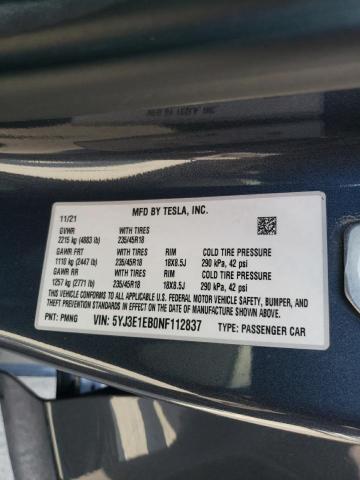 MFD BY TESLA, INC.
11/21
GVWR WITH TIRES
2215 kg (4883 lb) 235/45R18
GAWR FRT WITH TIRES RIM COLD TIRE PRESSURE
1110 kg (2447 lb) 235/45R18 18X8.5J 290 kPa, 42 psi
GAWR RR WITH TIRES RIM COLD TIRE PRESSURE
1257 kg (2771 lb) 235/45R18 18X8.5J 290 kPa, 42 psi
THIS VEHICLE CONFORMS TO ALL APPLICABLE U.S. FEDERAL MOTOR VEHICLE SAFETY, BUMPER, AND
THEFT PREVENTION STANDARDS IN EFFECT ON THE DATE OF MANUFACTURE SHOWN ABOVE.
PNT: PMNG VIN: 5YJ3E1EB0NF112837 TYPE: PASSENGER CAR